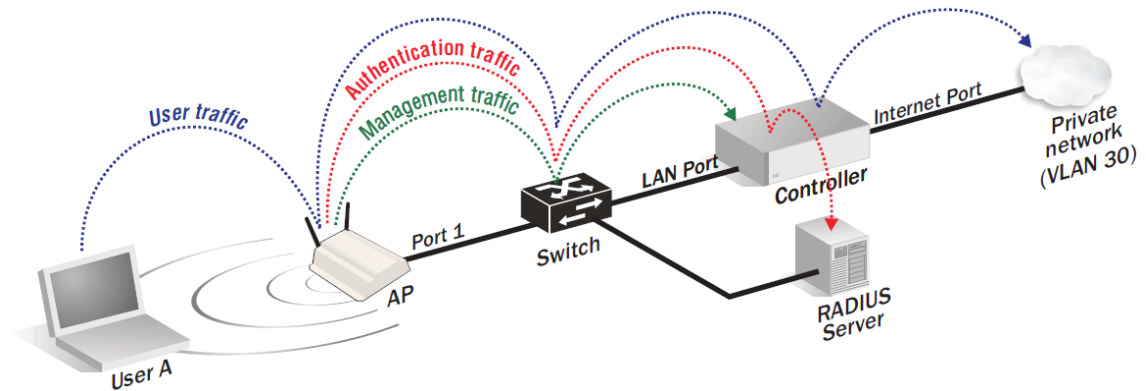 Authentication traffic
Management traffic
User traffic
Internet Port
Private
network
(VLAN 30)
LAN Port
Controller
Port 1
Switch
AP
RADIUS
Server
User A